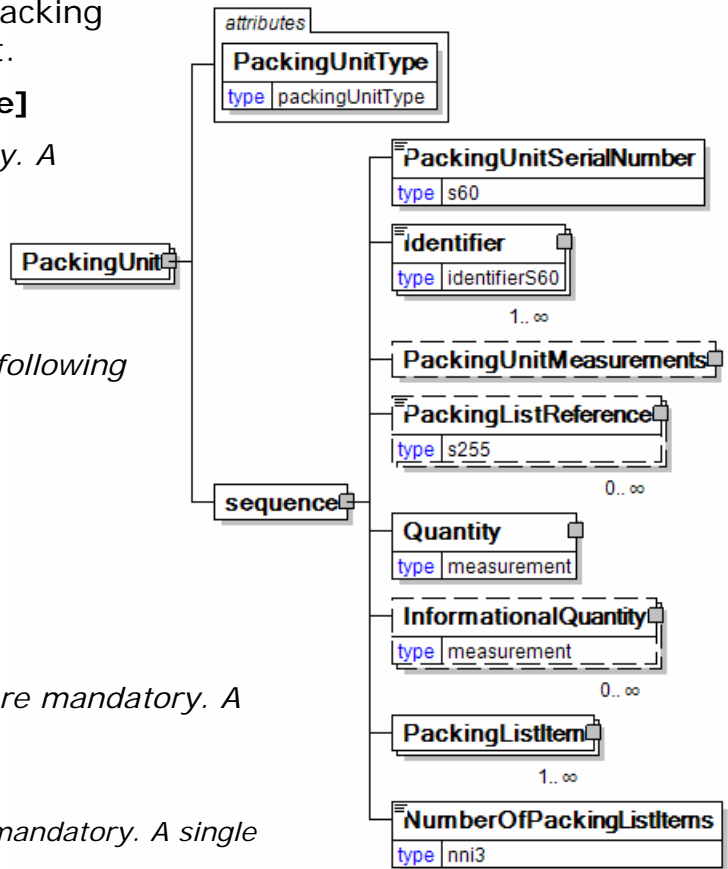 acking
t.
e]
y. A
following
re mandatory. A
mandatory. A single
attributes
PackingUnitType
type packingUnitType
PackingUnit
sequence
PackingUnitSerialNumber
type s60
Identifier
type identifierS60
1..∞
PackingUnitMeasurements
PackingListReference
type s255
0..∞
Quantity
type measurement
InformationalQuantity
type measurement
0..∞
PackingListItem
1..∞
NumberOfPackingListItems
type nni3